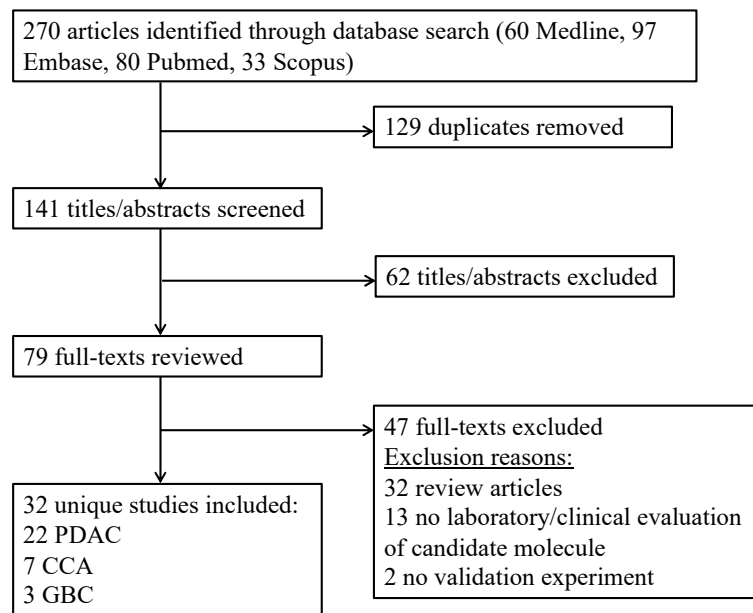 270 articles identified through database search (60 Medline, 97
Embase, 80 Pubmed, 33 Scopus)
129 duplicates removed
141 titles/abstracts screened
62 titles/abstracts excluded
79 full-texts reviewed
47 full-texts excluded
Exclusion reasons:
32 review articles
13 no laboratory/clinical evaluation
of candidate molecule
2 no validation experiment
32 unique studies included:
22 PDAC
7 CCA
3 GBC